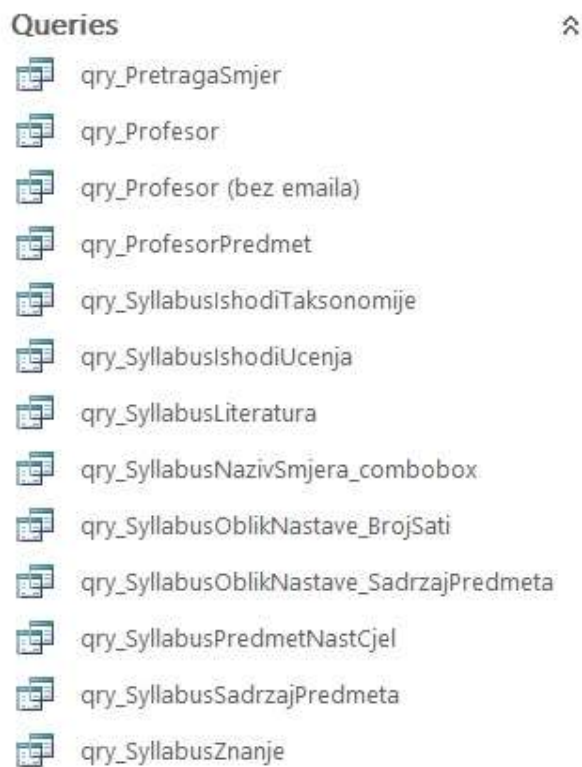 Queries
qry_PretragaSmjer
qry_Profesor
qry_Profesor (bez emaila)
qry_ProfesorPredmet
qry_SyllabusIshodiTaksonomije
qry_SyllabusIshodiUcenja
qry_SyllabusLiteratura
qry_SyllabusNazivSmjera_combobox
qry_SyllabusOblikNastave_BrojSati
qry_SyllabusOblikNastave_SadrzajPredmeta
qry_SyllabusPredmetNastCjel
qry_SyllabusSadrzajPredmeta
qry_SyllabusZnanje